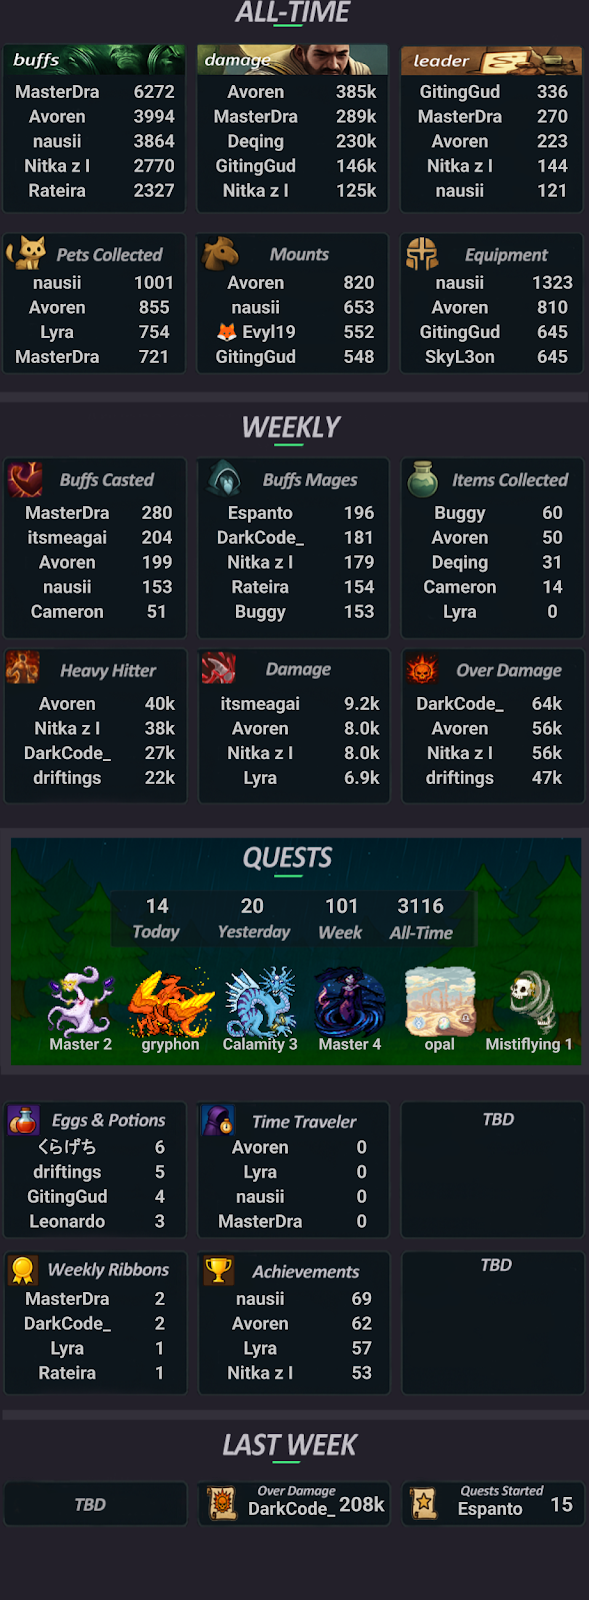 ALL-TIME
buffs
MasterDra 6272
Avoren 3994
nausii 3864
Nitka z l 2770
Rateira 2327
damage
Avoren 385k
MasterDra 289k
Deqing 230k
GitingGud 146k
Nitka z l 125k
leader
GitingGud 336
MasterDra 270
Avoren 223
Nitka z l 144
nausii 121
Pets Collected
nausii 1001
Avoren 855
Lyra 754
MasterDra 721
Mounts
Avoren 820
nausii 653
🦊 Evyl19 552
GitingGud 548
Equipment
nausii 1323
Avoren 810
GitingGud 645
SkyL3on 645
WEEKLY
Buffs Casted
MasterDra 280
itsmeagai 204
Avoren 199
nausii 153
Cameron 51
Buffs Mages
Espanto 196
DarkCode_ 181
Nitka z l 179
Rateira 154
Buggy 153
Items Collected
Buggy 60
Avoren 50
Deqing 31
Cameron 14
Lyra 0
Heavy Hitter
Avoren 40k
Nitka z l 38k
DarkCode_ 27k
driftings 22k
Damage
itsmeagai 9.2k
Avoren 8.0k
Nitka z l 8.0k
Lyra 6.9k
Over Damage
DarkCode_ 64k
Avoren 56k
Nitka z l 56k
driftings 47k
QUESTS
14 20 101 3116
Today Yesterday Week All-Time
Master 2 gryphon Calamity 3 Master 4 opal Mistiflying 1
Eggs & Potions
くらげち 6
driftings 5
GitingGud 4
Leonardo 3
Time Traveler
Avoren 0
Lyra 0
nausii 0
MasterDra 0
TBD
Weekly Ribbons
MasterDra 2
DarkCode_ 2
Lyra 1
Rateira 1
Achievements
nausii 69
Avoren 62
Lyra 57
Nitka z l 53
TBD
LAST WEEK
TBD
Over Damage
DarkCode_ 208k
Quests Started
Espanto 15